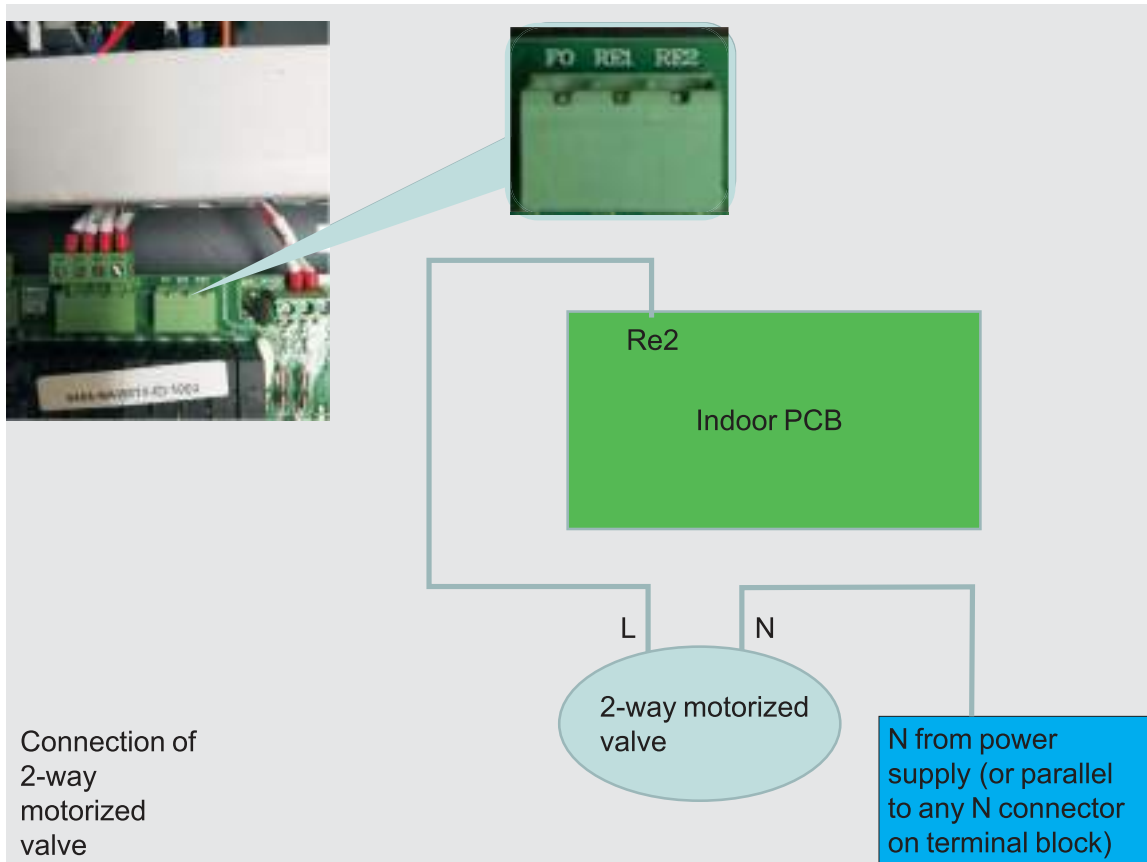 FO RE1 RE2
Re2
Indoor PCB
L
N
2-way motorized
valve
Connection of
2-way
motorized
valve
N from power
supply (or parallel
to any N connector
on terminal block)